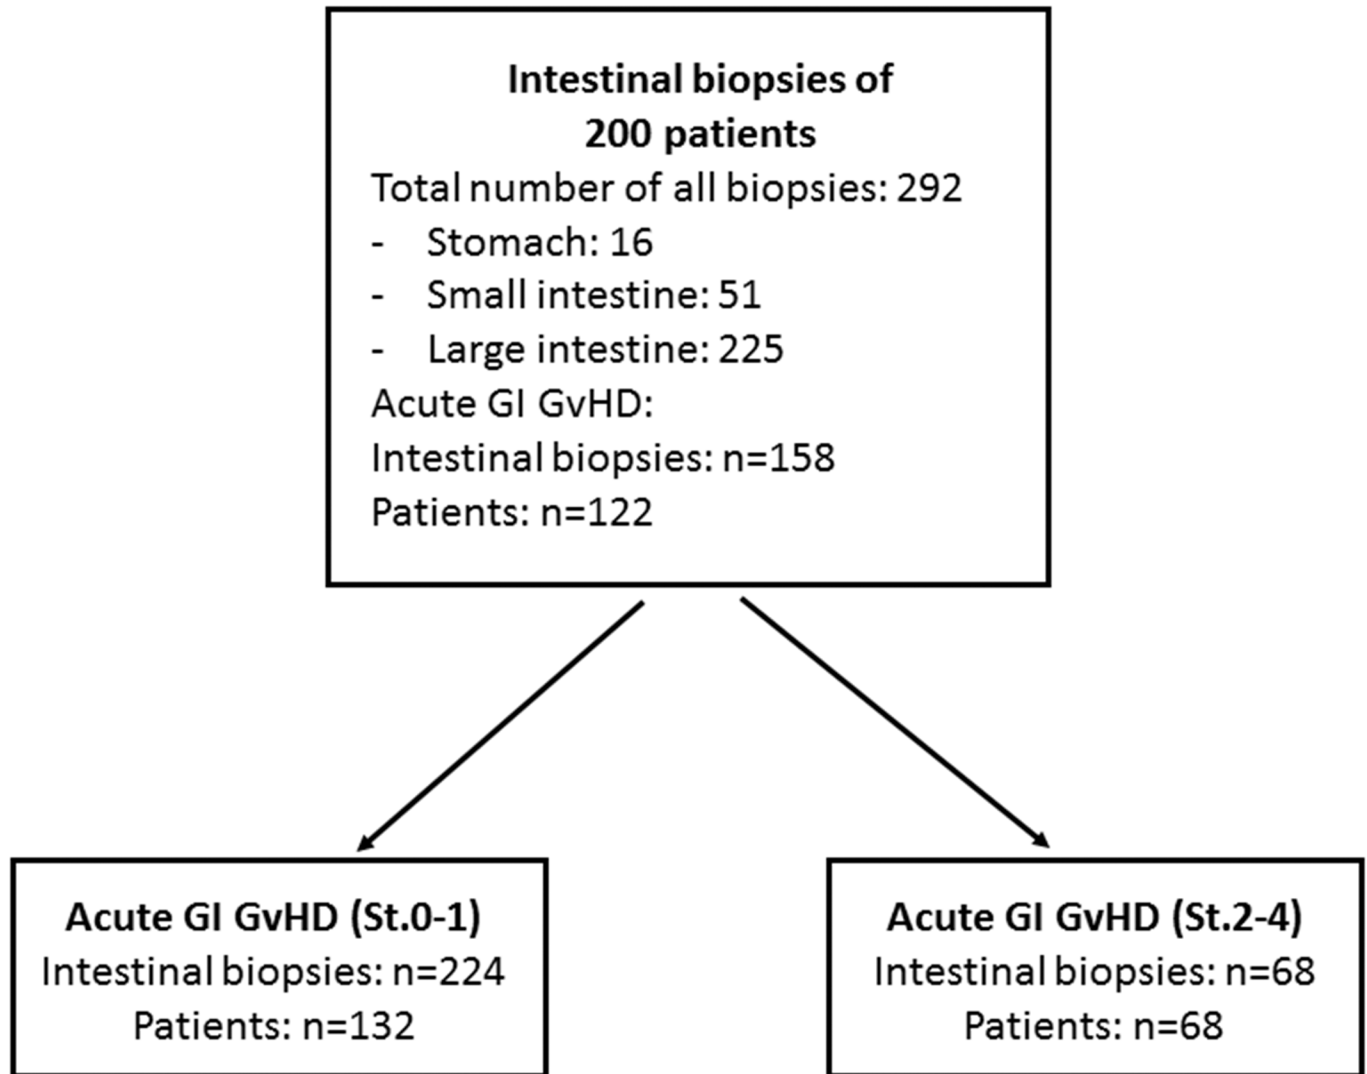 Intestinal biopsies of
200 patients
Total number of all biopsies: 292
- Stomach: 16
- Small intestine: 51
- Large intestine: 225
Acute GI GvHD:
Intestinal biopsies: n=158
Patients: n=122
Acute GI GvHD (St.0-1)
Intestinal biopsies: n=224
Patients: n=132
Acute GI GvHD (St.2-4)
Intestinal biopsies: n=68
Patients: n=68